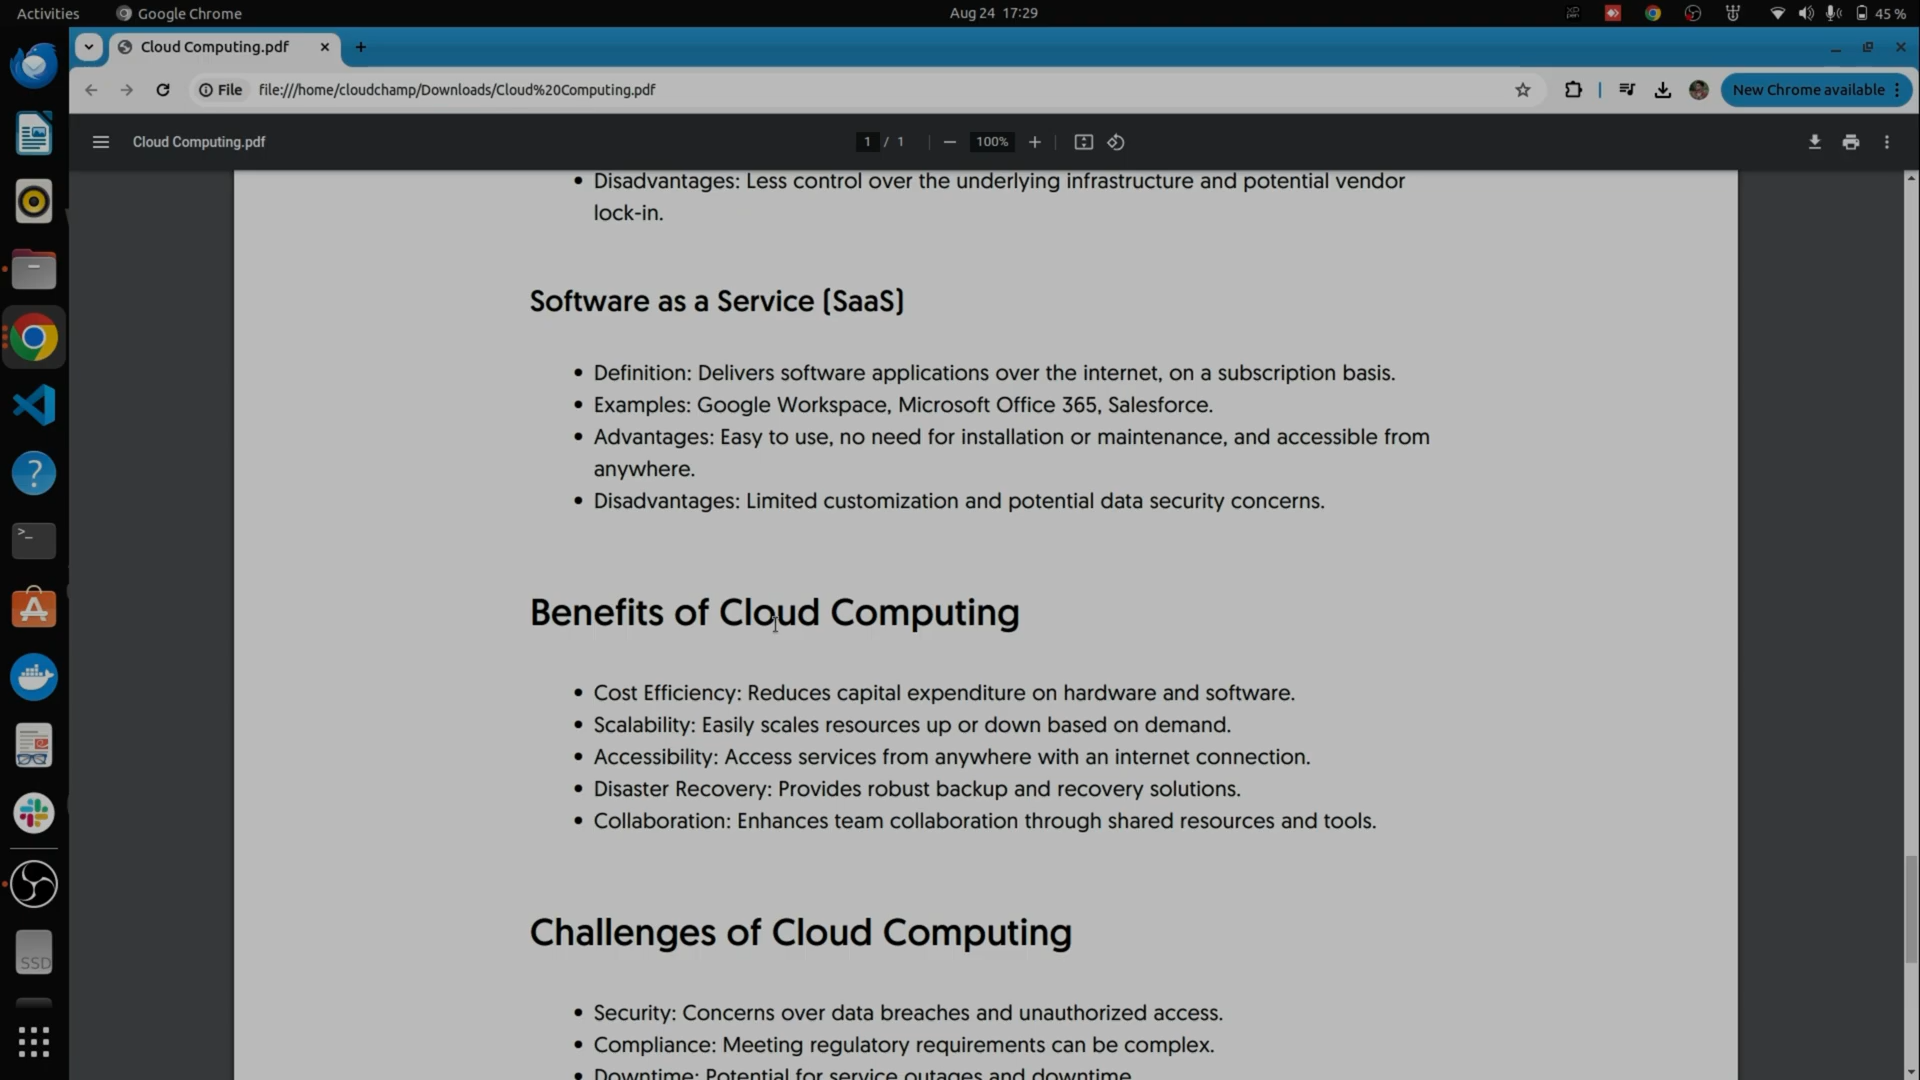 Activities
Google Chrome
Aug 24 17:29
45 %
Cloud Computing.pdf
File
file:///home/cloudchamp/Downloads/Cloud%20Computing.pdf
New Chrome available
Cloud Computing.pdf
1 / 1
100%
• Disadvantages: Less control over the underlying infrastructure and potential vendor
lock-in.
Software as a Service (SaaS)
• Definition: Delivers software applications over the internet, on a subscription basis.
• Examples: Google Workspace, Microsoft Office 365, Salesforce.
• Advantages: Easy to use, no need for installation or maintenance, and accessible from
anywhere.
• Disadvantages: Limited customization and potential data security concerns.
Benefits of Cloud Computing
• Cost Efficiency: Reduces capital expenditure on hardware and software.
• Scalability: Easily scales resources up or down based on demand.
• Accessibility: Access services from anywhere with an internet connection.
• Disaster Recovery: Provides robust backup and recovery solutions.
• Collaboration: Enhances team collaboration through shared resources and tools.
Challenges of Cloud Computing
• Security: Concerns over data breaches and unauthorized access.
• Compliance: Meeting regulatory requirements can be complex.
• Downtime: Potential for service outages and downtime.
SSD